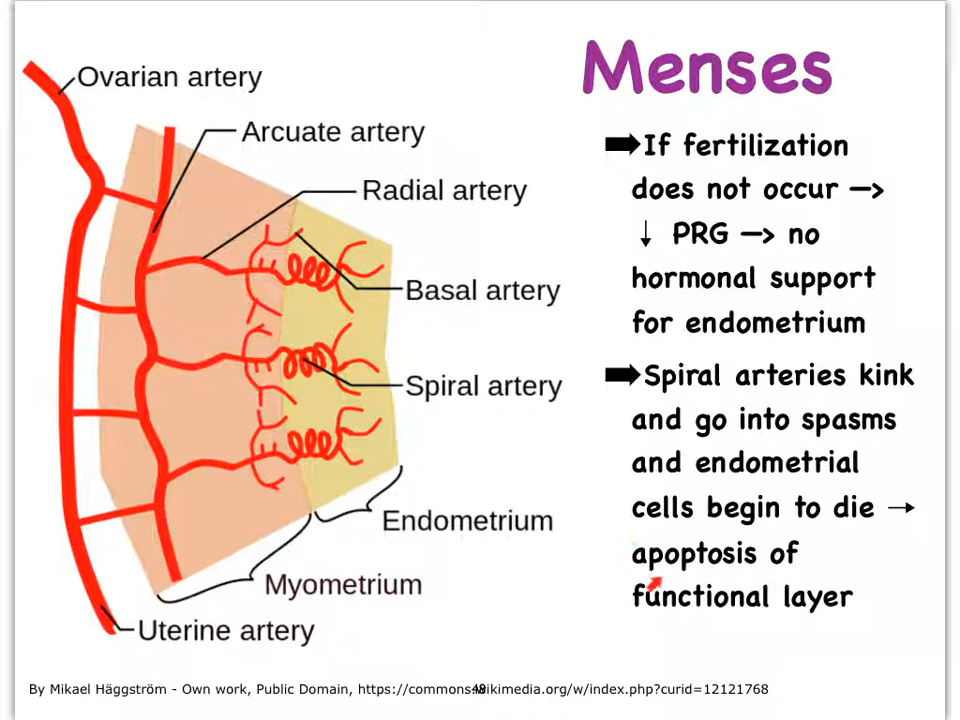 Menses
Ovarian artery
Arcuate artery
Radial artery
Basal artery
Spiral artery
Endometrium
Myometrium
Uterine artery
➡If fertilization
does not occur —>
↓ PRG —> no
hormonal support
for endometrium
➡Spiral arteries kink
and go into spasms
and endometrial
cells begin to die →
apoptosis of
functional layer
By Mikael Häggström - Own work, Public Domain, https://commons.wikimedia.org/w/index.php?curid=12121768